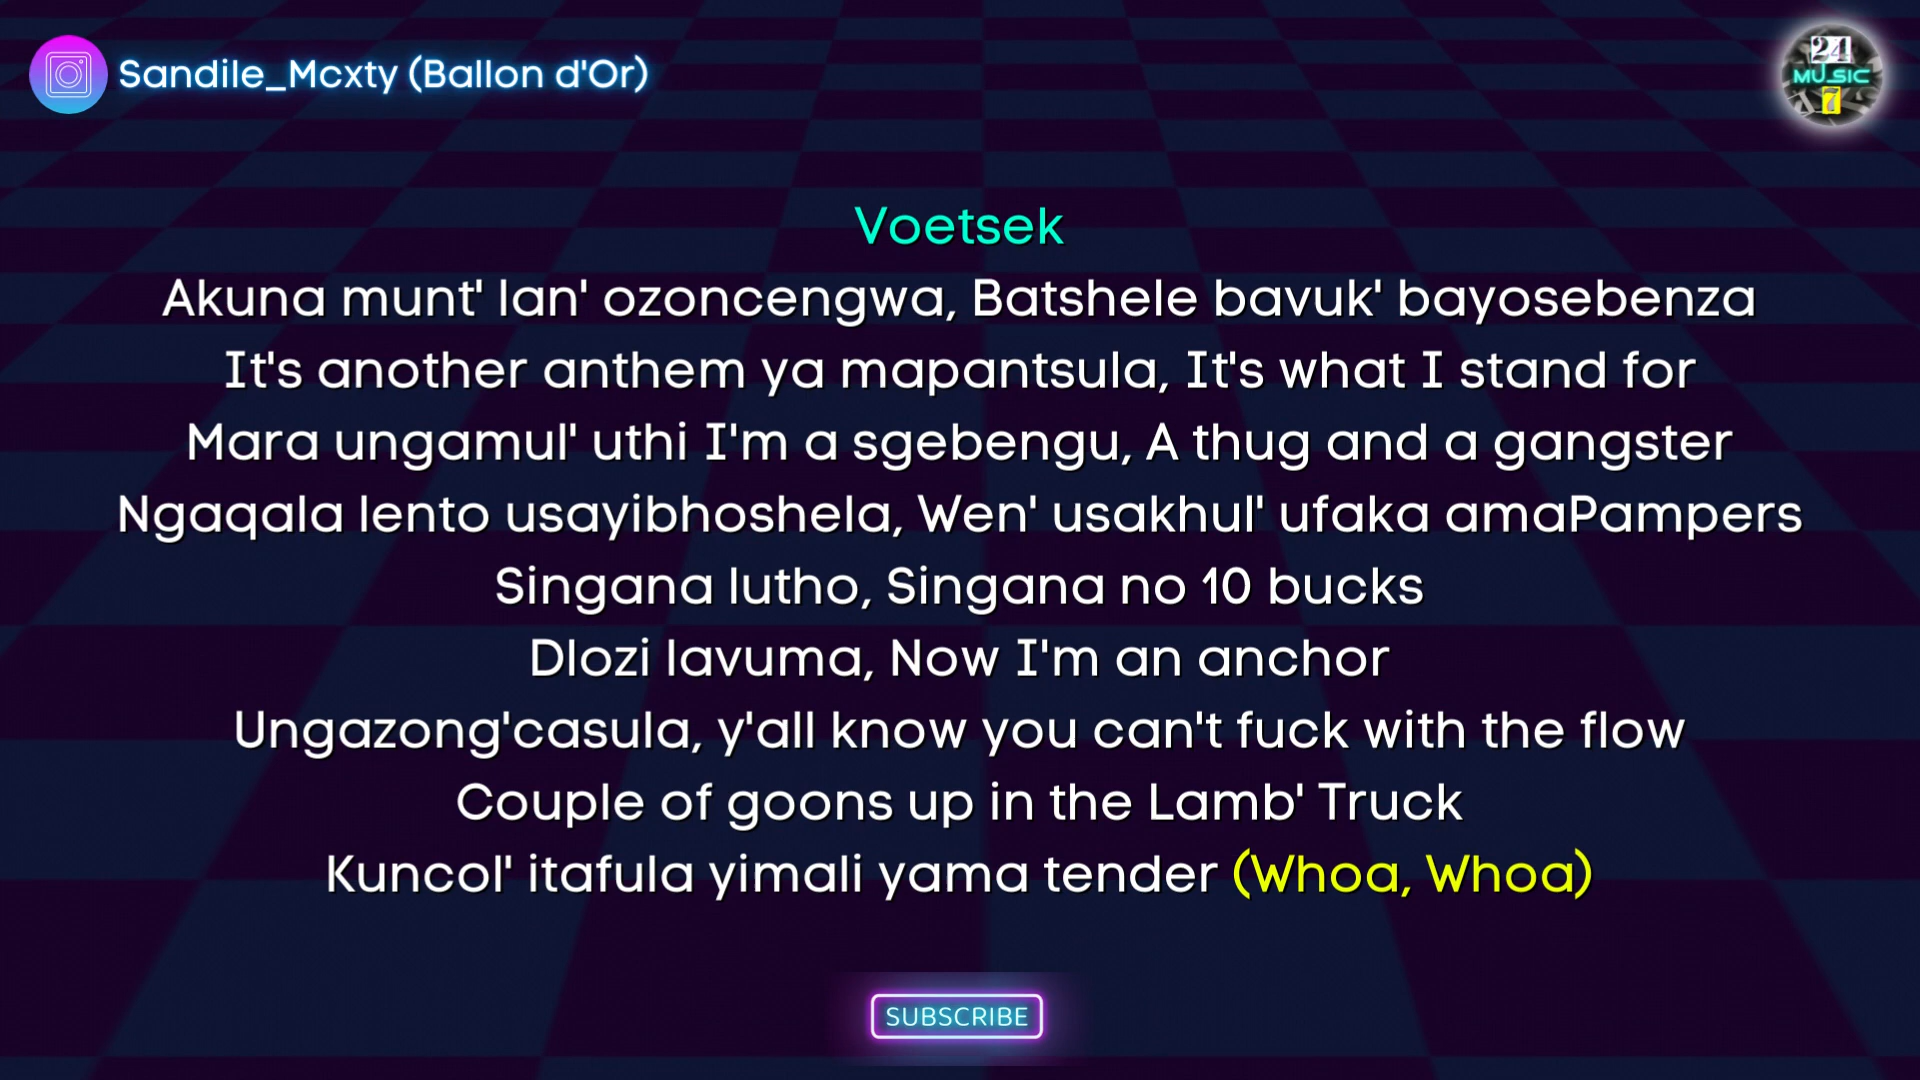 Sandile_Mcxty (Ballon d'Or)
24
MUSIC
7
Voetsek
Akuna munt' lan' ozoncengwa, Batshele bavuk' bayosebenza
It's another anthem ya mapantsula, It's what I stand for
Mara ungamul' uthi I'm a sgebengu, A thug and a gangster
Ngaqala lento usayibhoshela, Wen' usakhul' ufaka amaPampers
Singana lutho, Singana no 10 bucks
Dlozi lavuma, Now I'm an anchor
Ungazong'casula, y'all know you can't fuck with the flow
Couple of goons up in the Lamb' Truck
Kuncol' itafula yimali yama tender (Whoa, Whoa)
SUBSCRIBE